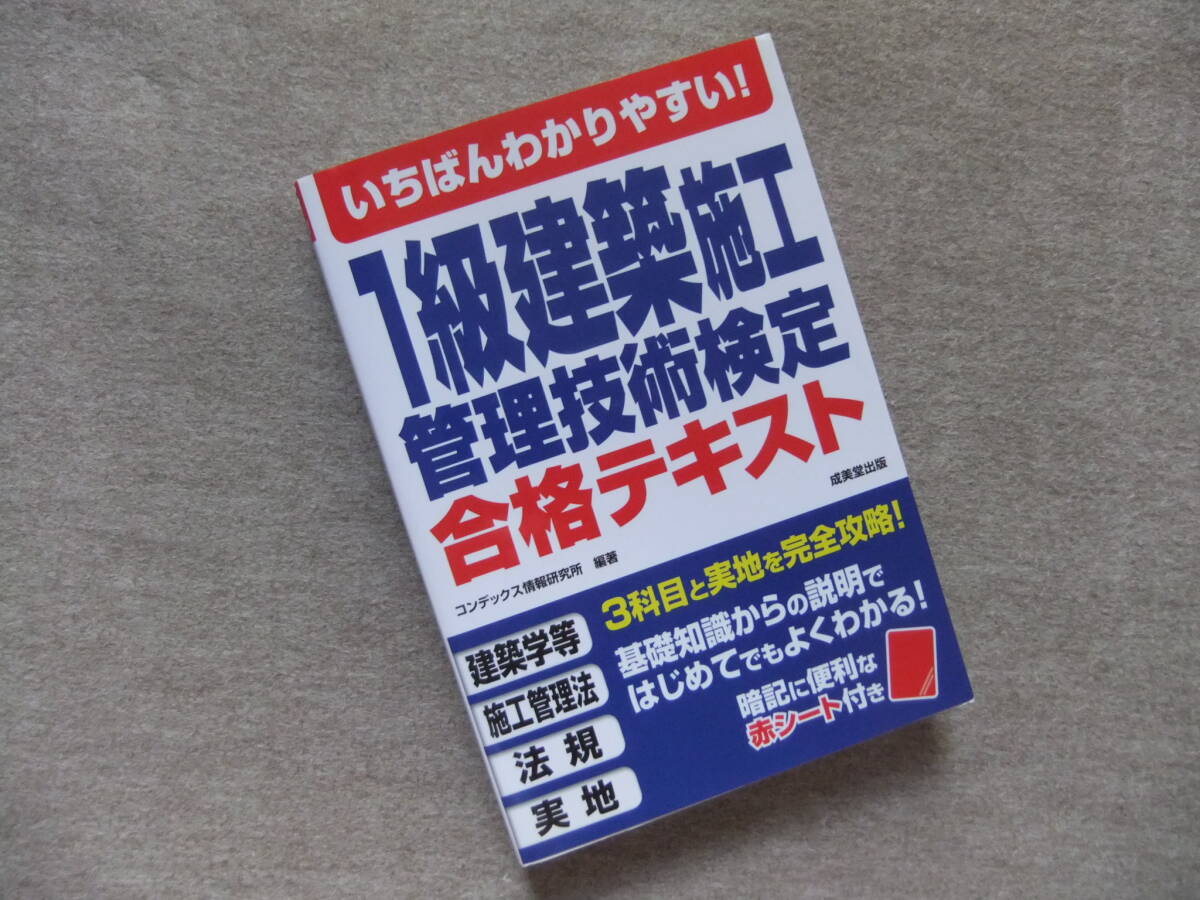 いちばんわかりやすい!
1級建築施工
管理技術検定
合格テキスト
成美堂出版
コンデックス情報研究所 編著
建築学等
施工管理法
法規
実地
3科目と実地を完全攻略!
基礎知識からの説明で
はじめてでもよくわかる!
暗記に便利な
赤シート付き